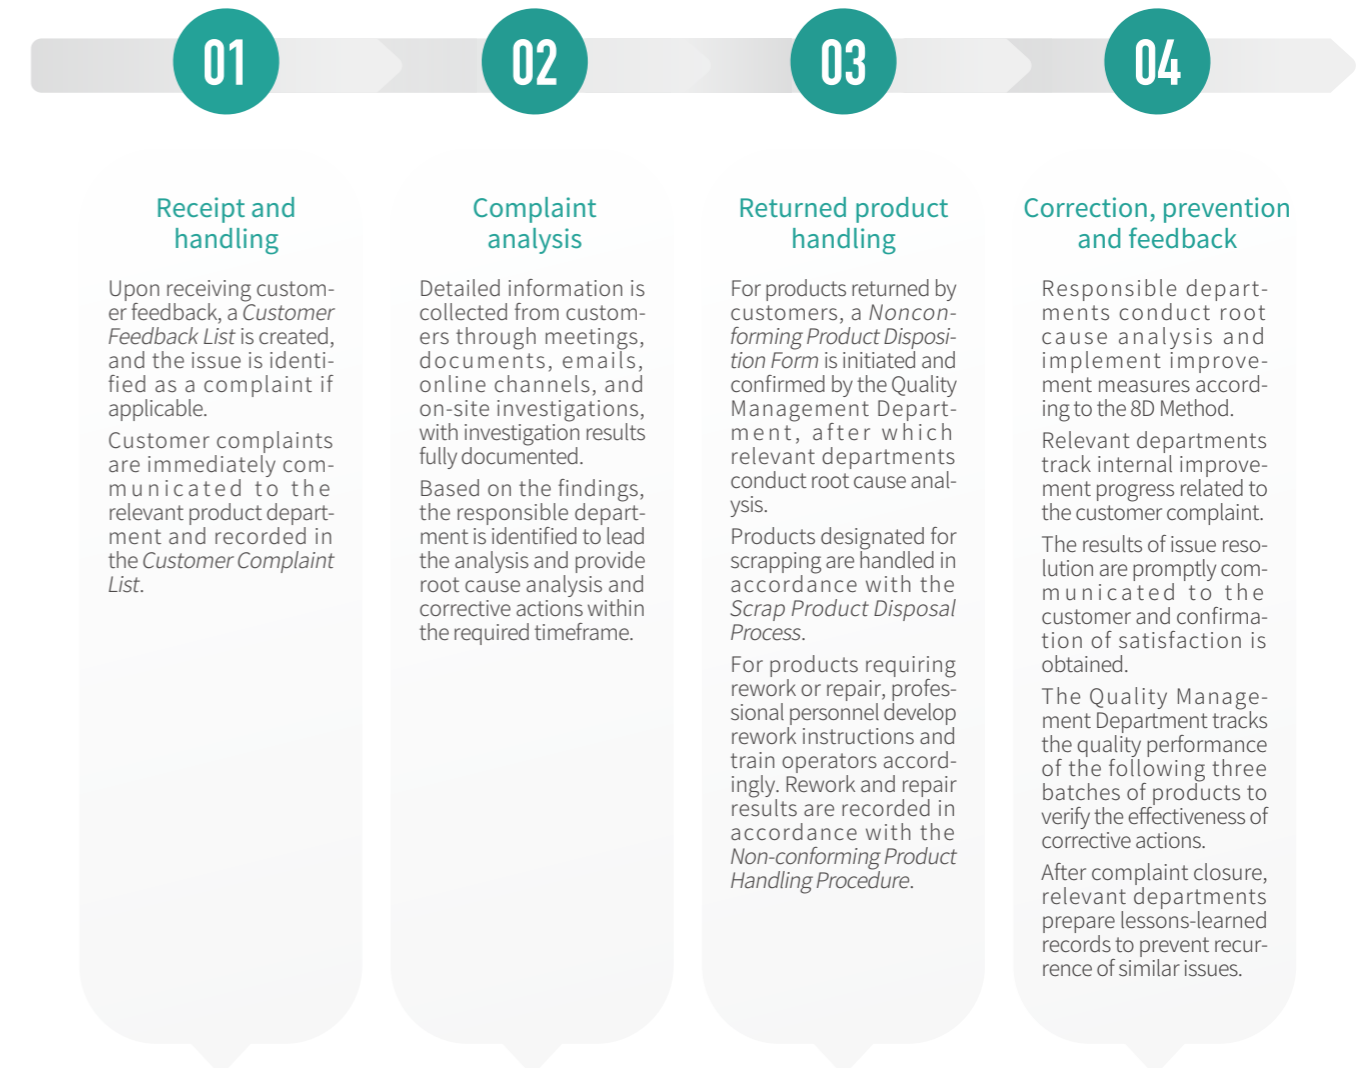 01
02
03
04
Receipt and
handling
Upon receiving custom-
er feedback, a Customer
Feedback List is created,
and the issue is identi-
fied as a complaint if
applicable.
Customer complaints
are immediately com-
municated to the
relevant product depart-
ment and recorded in
the Customer Complaint
List.
Complaint
analysis
Detailed information is
collected from custom-
ers through meetings,
documents, emails,
online channels, and
on-site investigations,
with investigation results
fully documented.
Based on the findings,
the responsible depart-
ment is identified to lead
the analysis and provide
root cause analysis and
corrective actions within
the required timeframe.
Returned product
handling
For products returned by
customers, a Noncon-
forming Product Disposi-
tion Form is initiated and
confirmed by the Quality
Management Depart-
ment, after which
relevant departments
conduct root cause anal-
ysis.
Products designated for
scrapping are handled in
accordance with the
Scrap Product Disposal
Process.
For products requiring
rework or repair, profes-
sional personnel develop
rework instructions and
train operators accord-
ingly. Rework and repair
results are recorded in
accordance with the
Non-conforming Product
Handling Procedure.
Correction, prevention
and feedback
Responsible depart-
ments conduct root
cause analysis and
implement improve-
ment measures accord-
ing to the 8D Method.
Relevant departments
track internal improve-
ment progress related to
the customer complaint.
The results of issue reso-
lution are promptly com-
municated to the
customer and confirma-
tion of satisfaction is
obtained.
The Quality Manage-
ment Department tracks
the quality performance
of the following three
batches of products to
verify the effectiveness of
corrective actions.
After complaint closure,
relevant departments
prepare lessons-learned
records to prevent recur-
rence of similar issues.